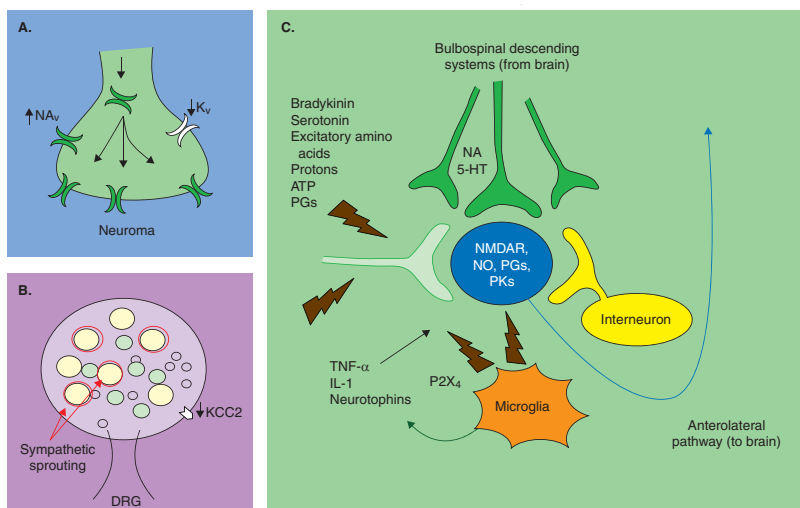 A.
↑NAv
↓Kv
Neuroma
B.
↓KCC2
Sympathetic
sprouting
DRG
C.
Bulbospinal descending
systems (from brain)
Bradykinin
Serotonin
Excitatory amino
acids
Protons
ATP
PGs
NA
5-HT
NMDAR,
NO, PGs,
PKs
Interneuron
TNF-α
IL-1
Neurotophins
P2X4
Microglia
Anterolateral
pathway (to brain)